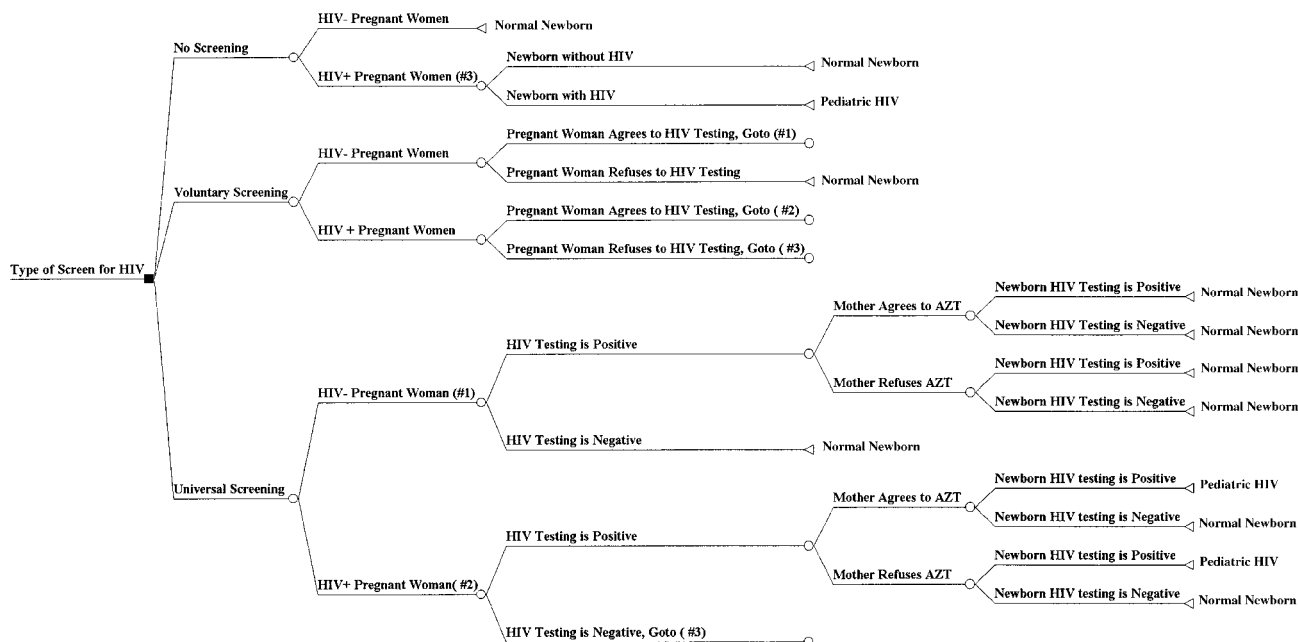 HIV- Pregnant Women
Normal Newborn
No Screening
Newborn without HIV
Normal Newborn
HIV+ Pregnant Women (#3)
Newborn with HIV
Pediatric HIV
Pregnant Woman Agrees to HIV Testing, Goto (#1)
HIV- Pregnant Women
Pregnant Woman Refuses to HIV Testing
Normal Newborn
Voluntary Screening
Pregnant Woman Agrees to HIV Testing, Goto ( #2)
HIV + Pregnant Women
Pregnant Woman Refuses to HIV Testing, Goto ( #3)
Type of Screen for HIV
Newborn HIV Testing is Positive
Normal Newborn
Mother Agrees to AZT
Newborn HIV Testing is Negative
Normal Newborn
HIV Testing is Positive
Newborn HIV Testing is Positive
Normal Newborn
Mother Refuses AZT
Newborn HIV Testing is Negative
Normal Newborn
HIV- Pregnant Woman (#1)
HIV Testing is Negative
Normal Newborn
Universal Screening
Newborn HIV testing is Positive
Pediatric HIV
Mother Agrees to AZT
Newborn HIV testing is Negative
Normal Newborn
HIV Testing is Positive
Newborn HIV testing is Positive
Pediatric HIV
Mother Refuses AZT
Newborn HIV testing is Negative
Normal Newborn
HIV+ Pregnant Woman( #2)
HIV Testing is Negative, Goto ( #3)